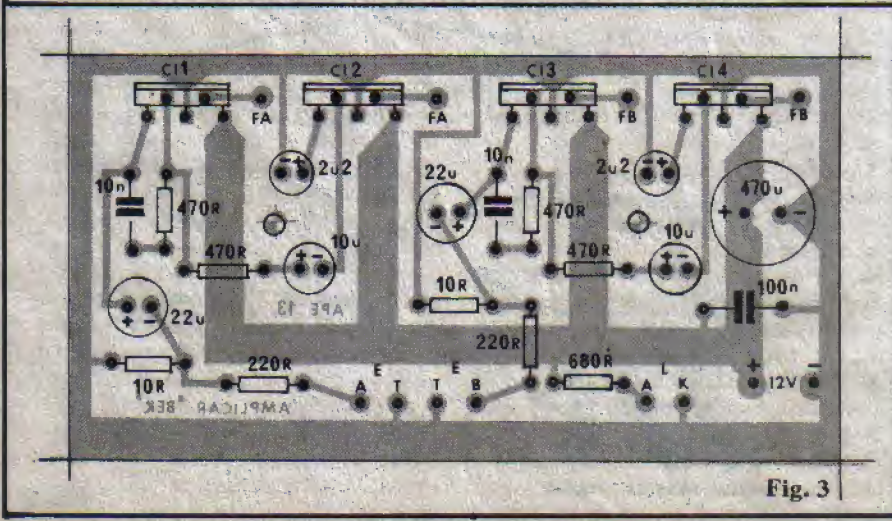 CI1 CI2 CI3 CI4
FA FA FB FB
10n 470R 2u2 22u 10n 470R 2u2 470u
+ -
- +
- +
- +
+ -
470R 10u 470R 10u
+ -
+ -
10R 100n
APE 13
22u
+ -
220R 680R
10R 220R E E L + -
A T T B A K 12V
AMPLICAR "BEK"
Fig. 3